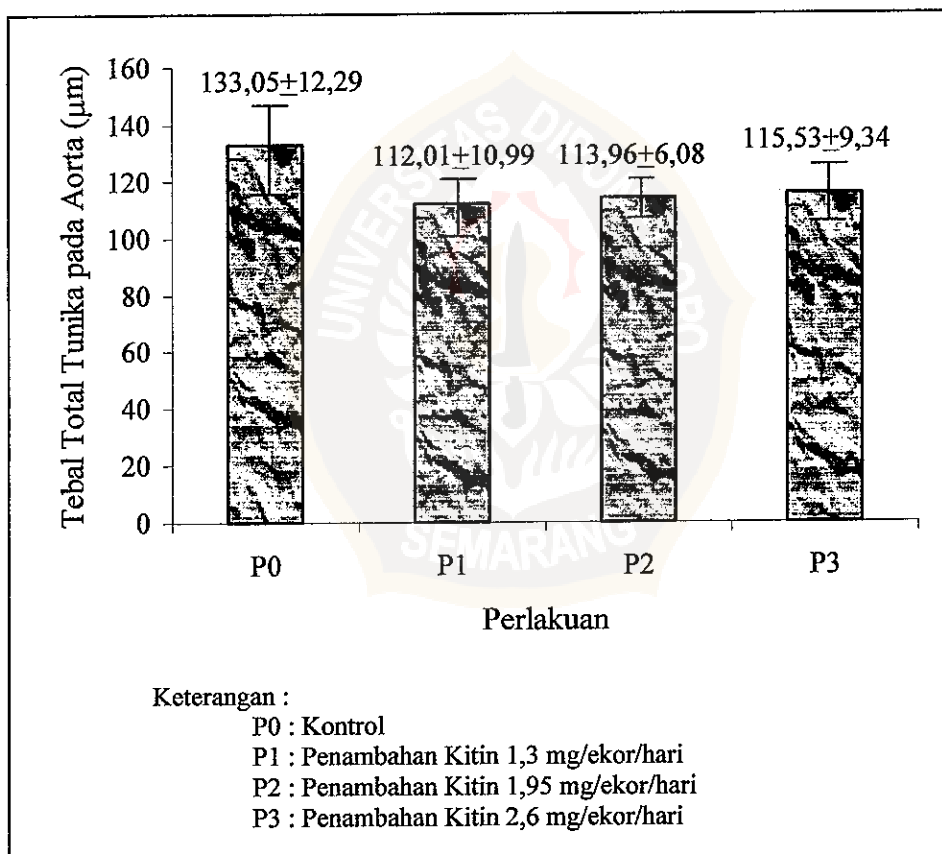 Tebal Total Tunika pada Aorta (µm)
160
140
120
100
80
60
40
20
0
133,05±12,29
112,01±10,99
113,96±6,08
115,53±9,34
P0
P1
P2
P3
Perlakuan
UNIVERSITAS DIPONEGORO
SEMARANG
Keterangan :
P0 : Kontrol
P1 : Penambahan Kitin 1,3 mg/ekor/hari
P2 : Penambahan Kitin 1,95 mg/ekor/hari
P3 : Penambahan Kitin 2,6 mg/ekor/hari